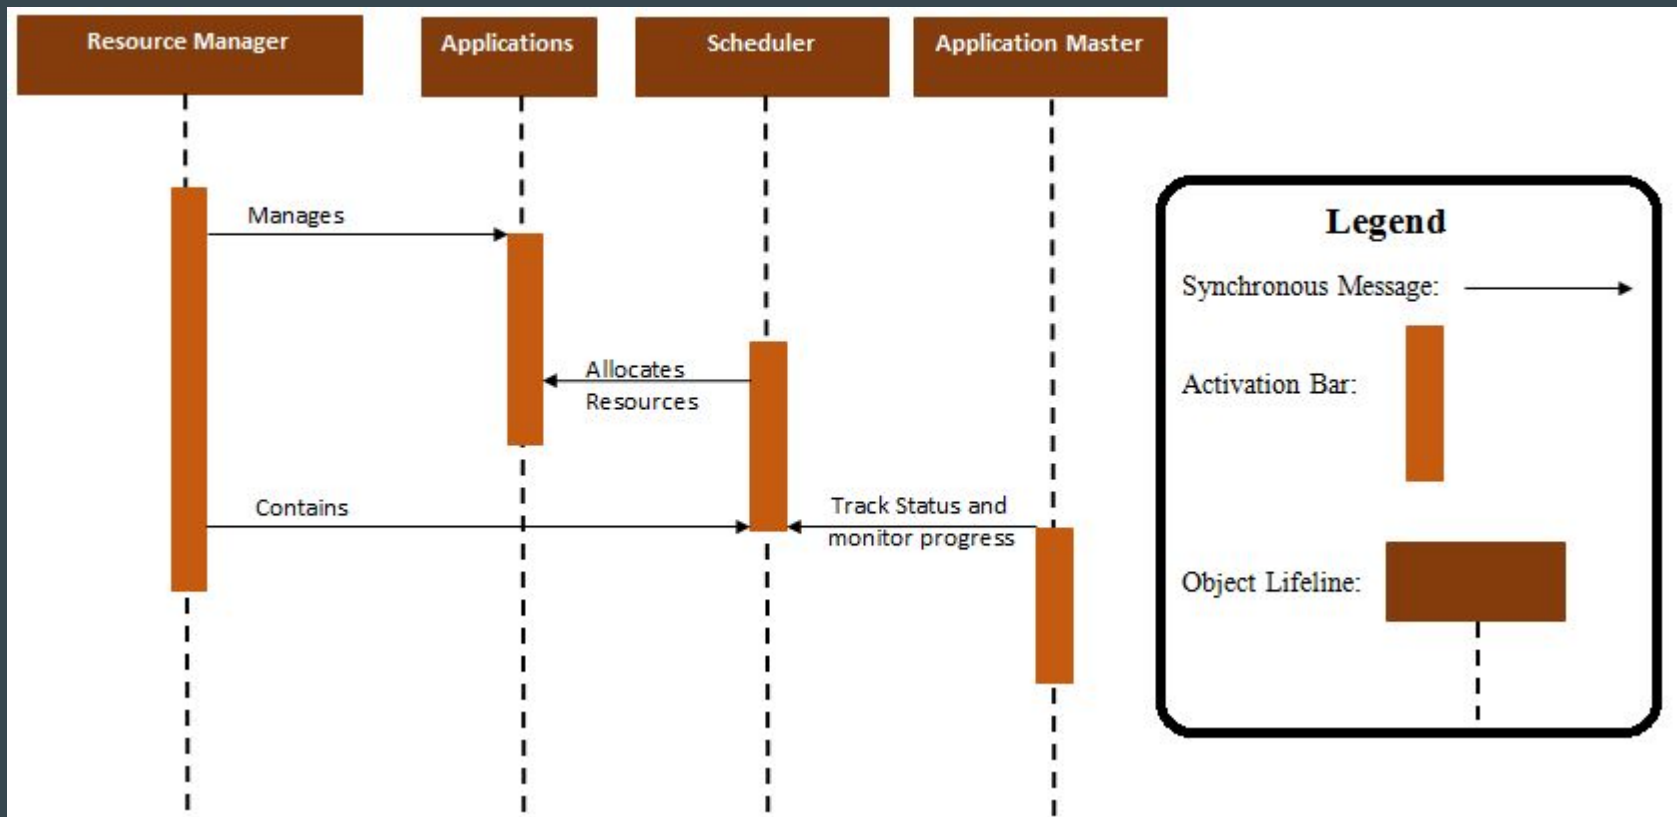 Resource Manager
Applications
Scheduler
Application Master
Manages
Allocates
Resources
Contains
Track Status and
monitor progress
Legend
Synchronous Message:
Activation Bar:
Object Lifeline: